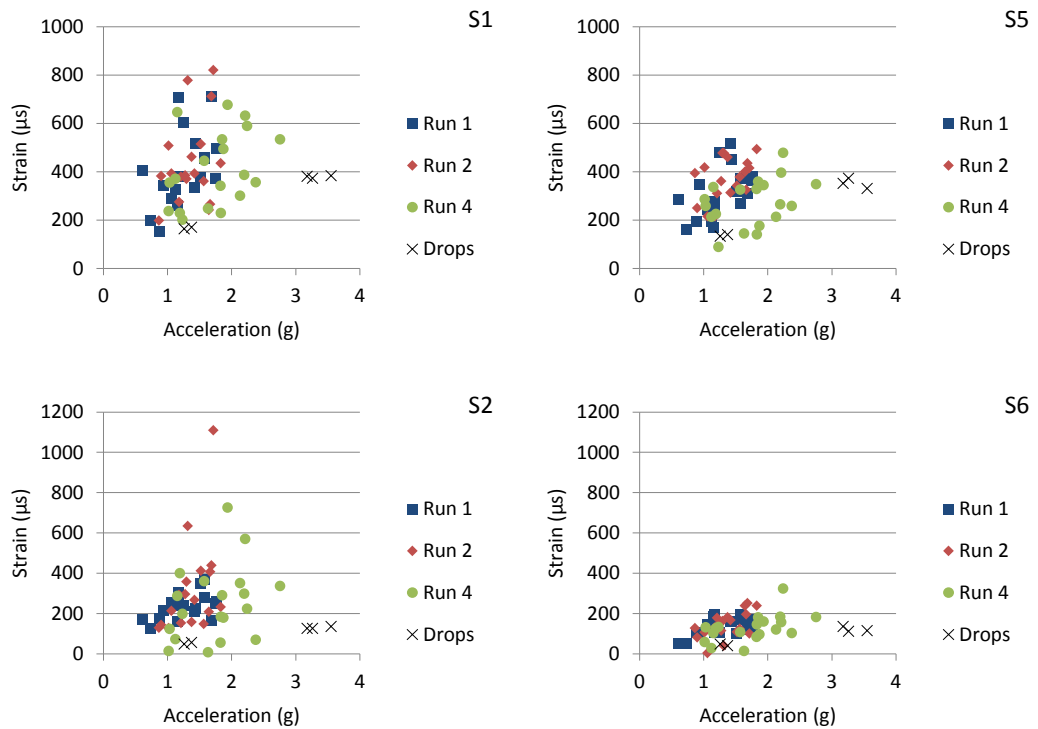 S1
1000
800
600
400
200
0
Strain (µs)
0 1 2 3 4
Acceleration (g)
Run 1
Run 2
Run 4
Drops
S5
1000
800
600
400
200
0
Strain (µs)
0 1 2 3 4
Acceleration (g)
Run 1
Run 2
Run 4
Drops
S2
1200
1000
800
600
400
200
0
Strain (µs)
0 1 2 3 4
Acceleration (g)
Run 1
Run 2
Run 4
Drops
S6
1200
1000
800
600
400
200
0
Strain (µs)
0 1 2 3 4
Acceleration (g)
Run 1
Run 2
Run 4
Drops